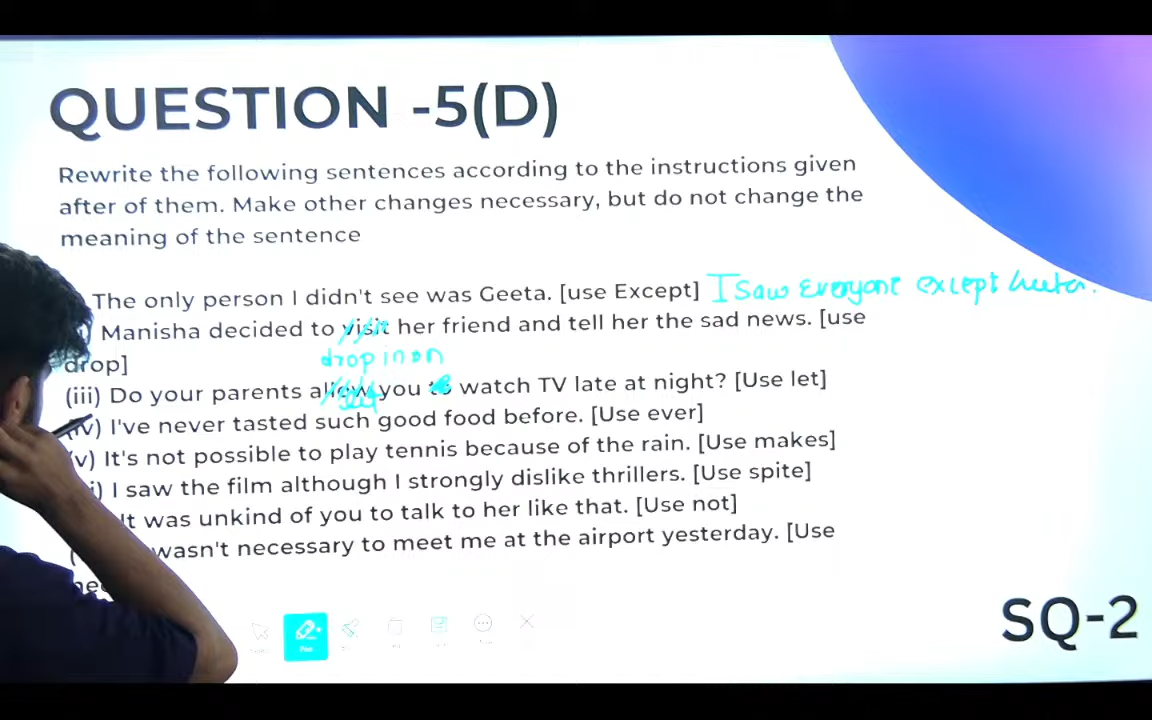 QUESTION -5(D)
Rewrite the following sentences according to the instructions given
after of them. Make other changes necessary, but do not change the
meaning of the sentence
The only person I didn't see was Geeta. [use Except] I saw Everyone except
Manisha decided to visit her friend and tell her the sad news. [use
drop]
drop in on
(iii) Do your parents allow you to watch TV late at night? [Use let]
let
(iv) I've never tasted such good food before. [Use ever]
(v) It's not possible to play tennis because of the rain. [Use makes]
I saw the film although I strongly dislike thrillers. [Use spite]
It was unkind of you to talk to her like that. [Use not]
wasn't necessary to meet me at the airport yesterday. [Use
SQ-2